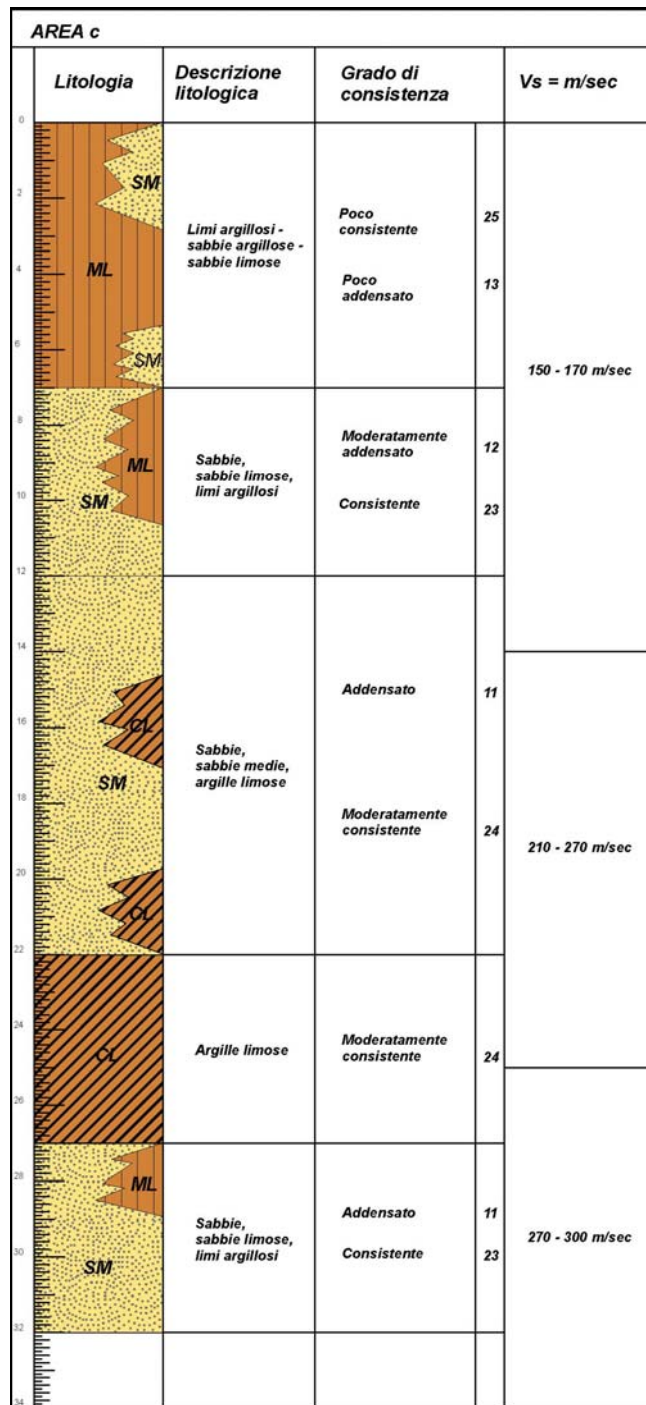 AREA c
Litologia
Descrizione
litologica
Grado di
consistenza
Vs = m/sec
0
2
4
6
8
10
12
14
16
18
20
22
24
26
28
30
32
34
SM
ML
SM
Limi argillosi -
sabbie argillose -
sabbie limose
Poco
consistente
25
Poco
addensato
13
150 - 170 m/sec
ML
SM
Sabbie,
sabbie limose,
limi argillosi
Moderatamente
addensato
12
Consistente
23
CL
SM
CL
Sabbie,
sabbie medie,
argille limose
Addensato
11
Moderatamente
consistente
24
210 - 270 m/sec
CL
Argille limose
Moderatamente
consistente
24
ML
SM
Sabbie,
sabbie limose,
limi argillosi
Addensato
11
Consistente
23
270 - 300 m/sec